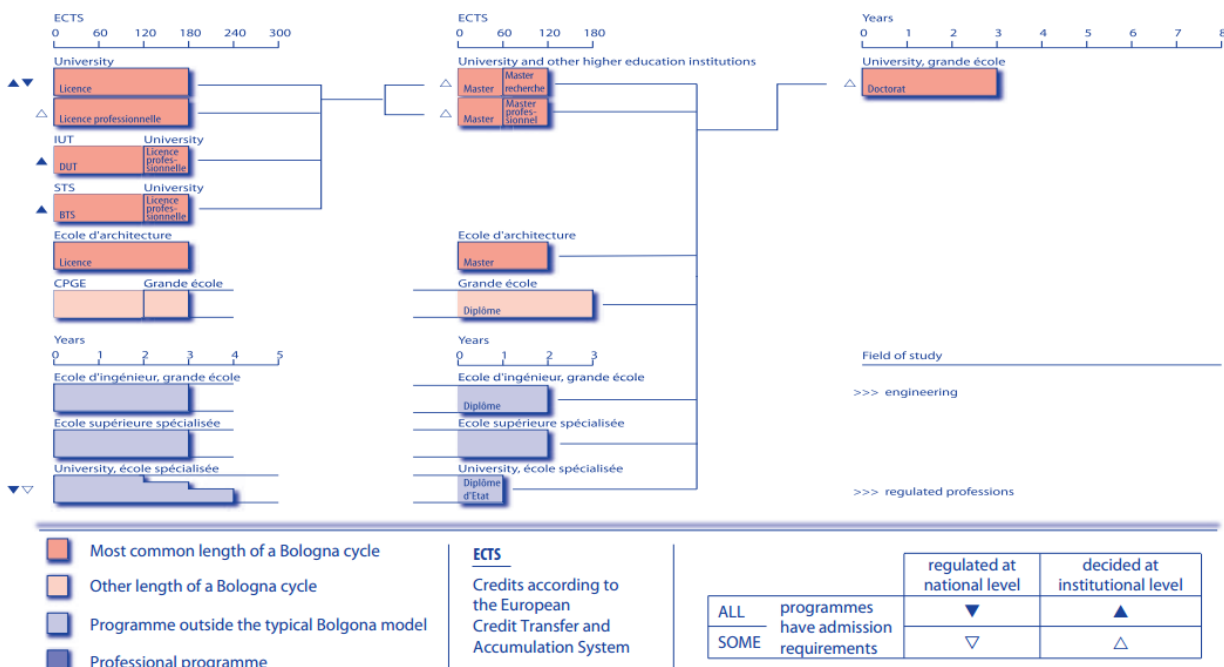 ECTS
0 60 120 180 240 300
University
Licence
Licence professionnelle
IUT University
DUT
Licence
profes-
sionnelle
STS University
BTS
Licence
profes-
sionnelle
Ecole d'architecture
Licence
CPGE Grande école
Years
0 1 2 3 4 5
Ecole d'ingénieur, grande école
Ecole supérieure spécialisée
University, école spécialisée
ECTS
0 60 120 180
University and other higher education institutions
Master
Master
recherche
Master
Master
profes-
sionnel
Ecole d'architecture
Master
Grande école
Diplôme
Years
0 1 2 3
Ecole d'ingénieur, grande école
Diplôme
Ecole supérieure spécialisée
University, école spécialisée
Diplôme
d'Etat
Years
0 1 2 3 4 5 6 7 8
University, grande école
Doctorat
Field of study
>>> engineering
>>> regulated professions
Most common length of a Bologna cycle
Other length of a Bologna cycle
Programme outside the typical Bolgona model
Professional programme
ECTS
Credits according to
the European
Credit Transfer and
Accumulation System
regulated at
national level
decided at
institutional level
ALL programmes
have admission
SOME requirements